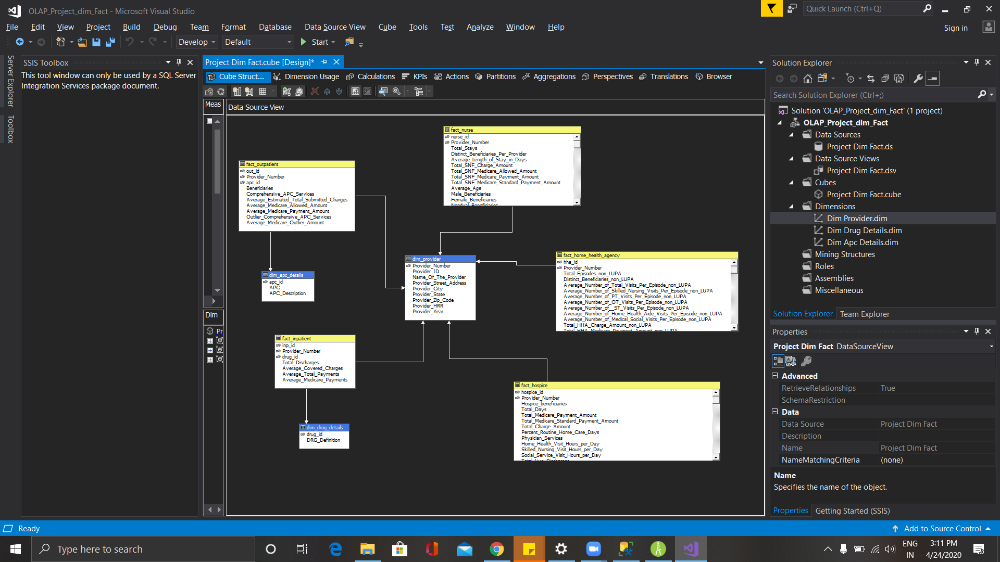 OLAP_Project_dim_Fact - Microsoft Visual Studio
Quick Launch (Ctrl+Q)
File Edit View Project Build Debug Team Format Database Data Source View Cube Tools Test Analyze Window Help
Sign in
Develop Default Start
Server Explorer
Toolbox
SSIS Toolbox
This tool window can only be used by a SQL Server
Integration Services package document.
Project Dim Fact.cube [Design]*
Cube Struct... Dimension Usage Calculations KPIs Actions Partitions Aggregations Perspectives Translations Browser
Meas
Dim
Pr
Data Source View
fact_nurse
nurse_id
Provider_Number
Total_Stays
Distinct_Beneficiaries_Per_Provider
Average_Length_of_Stay_in_Days
Total_SNF_Charge_Amount
Total_SNF_Medicare_Allowed_Amount
Total_SNF_Medicare_Payment_Amount
Total_SNF_Medicare_Standard_Payment_Amount
Average_Age
Male_Beneficiaries
Female_Beneficiaries
Nondual_Beneficiaries
fact_outpatient
out_id
Provider_Number
apc_id
Beneficiaries
Comprehensive_APC_Services
Average_Estimated_Total_Submitted_Charges
Average_Medicare_Allowed_Amount
Average_Medicare_Payment_Amount
Outlier_Comprehensive_APC_Services
Average_Medicare_Outlier_Amount
dim_apc_details
apc_id
APC
APC_Description
dim_provider
Provider_Number
Provider_ID
Name_Of_The_Provider
Provider_Street_Address
Provider_City
Provider_State
Provider_Zip_Code
Provider_HRR
Provider_Year
fact_home_health_agency
hha_id
Provider_Number
Total_Episodes_non_LUPA
Distinct_Beneficiaries_non_LUPA
Average_Number_of_Total_Visits_Per_Episode_non_LUPA
Average_Number_of_Skilled_Nursing_Visits_Per_Episode_non_LUPA
Average_Number_of_PT_Visits_Per_Episode_non_LUPA
Average_Number_of_OT_Visits_Per_Episode_non_LUPA
Average_Number_of__ST_Visits_Per_Episode_non_LUPA
Average_Number_of_Home_Health_Aide_Visits_Per_Episode_non_LUPA
Average_Number_of_Medical_Social_Visits_Per_Episode_non_LUPA
Total_HHA_Charge_Amount_non_LUPA
Total_HHA_Medicare_Payment_Amount_non_LUPA
fact_inpatient
inp_id
Provider_Number
drug_id
Total_Discharges
Average_Covered_Charges
Average_Total_Payments
Average_Medicare_Payments
dim_drug_details
drug_id
DRG_Definition
fact_hospice
hospice_id
Provider_Number
Hospice_beneficiaries
Total_Days
Total_Medicare_Payment_Amount
Total_Medicare_Standard_Payment_Amount
Total_Charge_Amount
Percent_Routine_Home_Care_Days
Physician_Services
Home_Health_Visit_Hours_per_Day
Skilled_Nursing_Visit_Hours_per_Day
Social_Service_Visit_Hours_per_Day
Total_Live_Discharges
Solution Explorer
Search Solution Explorer (Ctrl+;)
Solution 'OLAP_Project_dim_Fact' (1 project)
OLAP_Project_dim_Fact
Data Sources
Project Dim Fact.ds
Data Source Views
Project Dim Fact.dsv
Cubes
Project Dim Fact.cube
Dimensions
Dim Provider.dim
Dim Drug Details.dim
Dim Apc Details.dim
Mining Structures
Roles
Assemblies
Miscellaneous
Solution Explorer Team Explorer
Properties
Project Dim Fact DataSourceView
Advanced
RetrieveRelationships True
SchemaRestriction
Data
Data Source Project Dim Fact
Description
Name Project Dim Fact
NameMatchingCriteria (none)
Name
Specifies the name of the object.
Properties Getting Started (SSIS)
Ready
Add to Source Control
Type here to search
ENG
IN
3:11 PM
4/24/2020